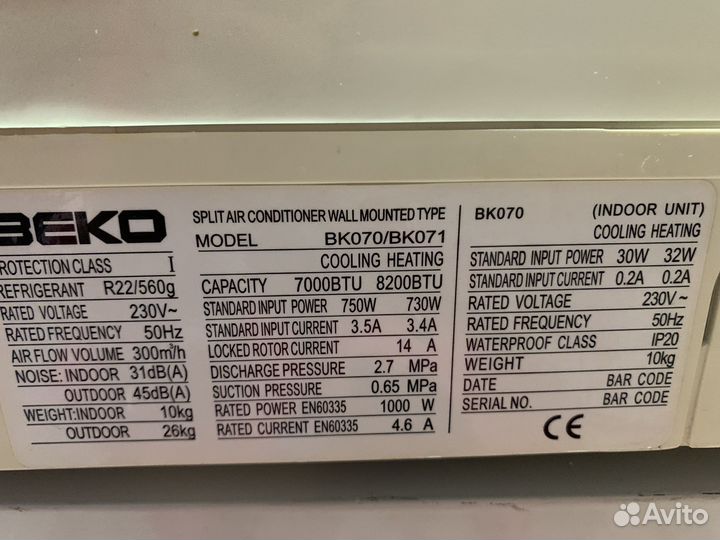 BEKO
PROTECTION CLASS I
REFRIGERANT R22/560g
RATED VOLTAGE 230V~
RATED FREQUENCY 50Hz
AIR FLOW VOLUME 300m³/h
NOISE: INDOOR 31dB(A)
OUTDOOR 45dB(A)
WEIGHT:INDOOR 10kg
OUTDOOR 26kg
SPLIT AIR CONDITIONER WALL MOUNTED TYPE
MODEL BK070/BK071
COOLING HEATING
CAPACITY 7000BTU 8200BTU
STANDARD INPUT POWER 750W 730W
STANDARD INPUT CURRENT 3.5A 3.4A
LOCKED ROTOR CURRENT 14 A
DISCHARGE PRESSURE 2.7 MPa
SUCTION PRESSURE 0.65 MPa
RATED POWER EN60335 1000 W
RATED CURRENT EN60335 4.6 A
BK070 (INDOOR UNIT)
COOLING HEATING
STANDARD INPUT POWER 30W 32W
STANDARD INPUT CURRENT 0.2A 0.2A
RATED VOLTAGE 230V~
RATED FREQUENCY 50Hz
WATERPROOF CLASS IP20
WEIGHT 10kg
DATE BAR CODE
SERIAL NO. BAR CODE
CE
Avito